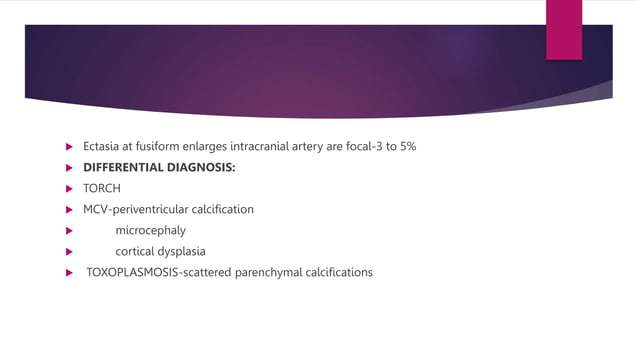 Ectasia at fusiform enlarges intracranial artery are focal-3 to 5%
DIFFERENTIAL DIAGNOSIS:
TORCH
MCV-periventricular calcification
microcephaly
cortical dysplasia
TOXOPLASMOSIS-scattered parenchymal calcifications